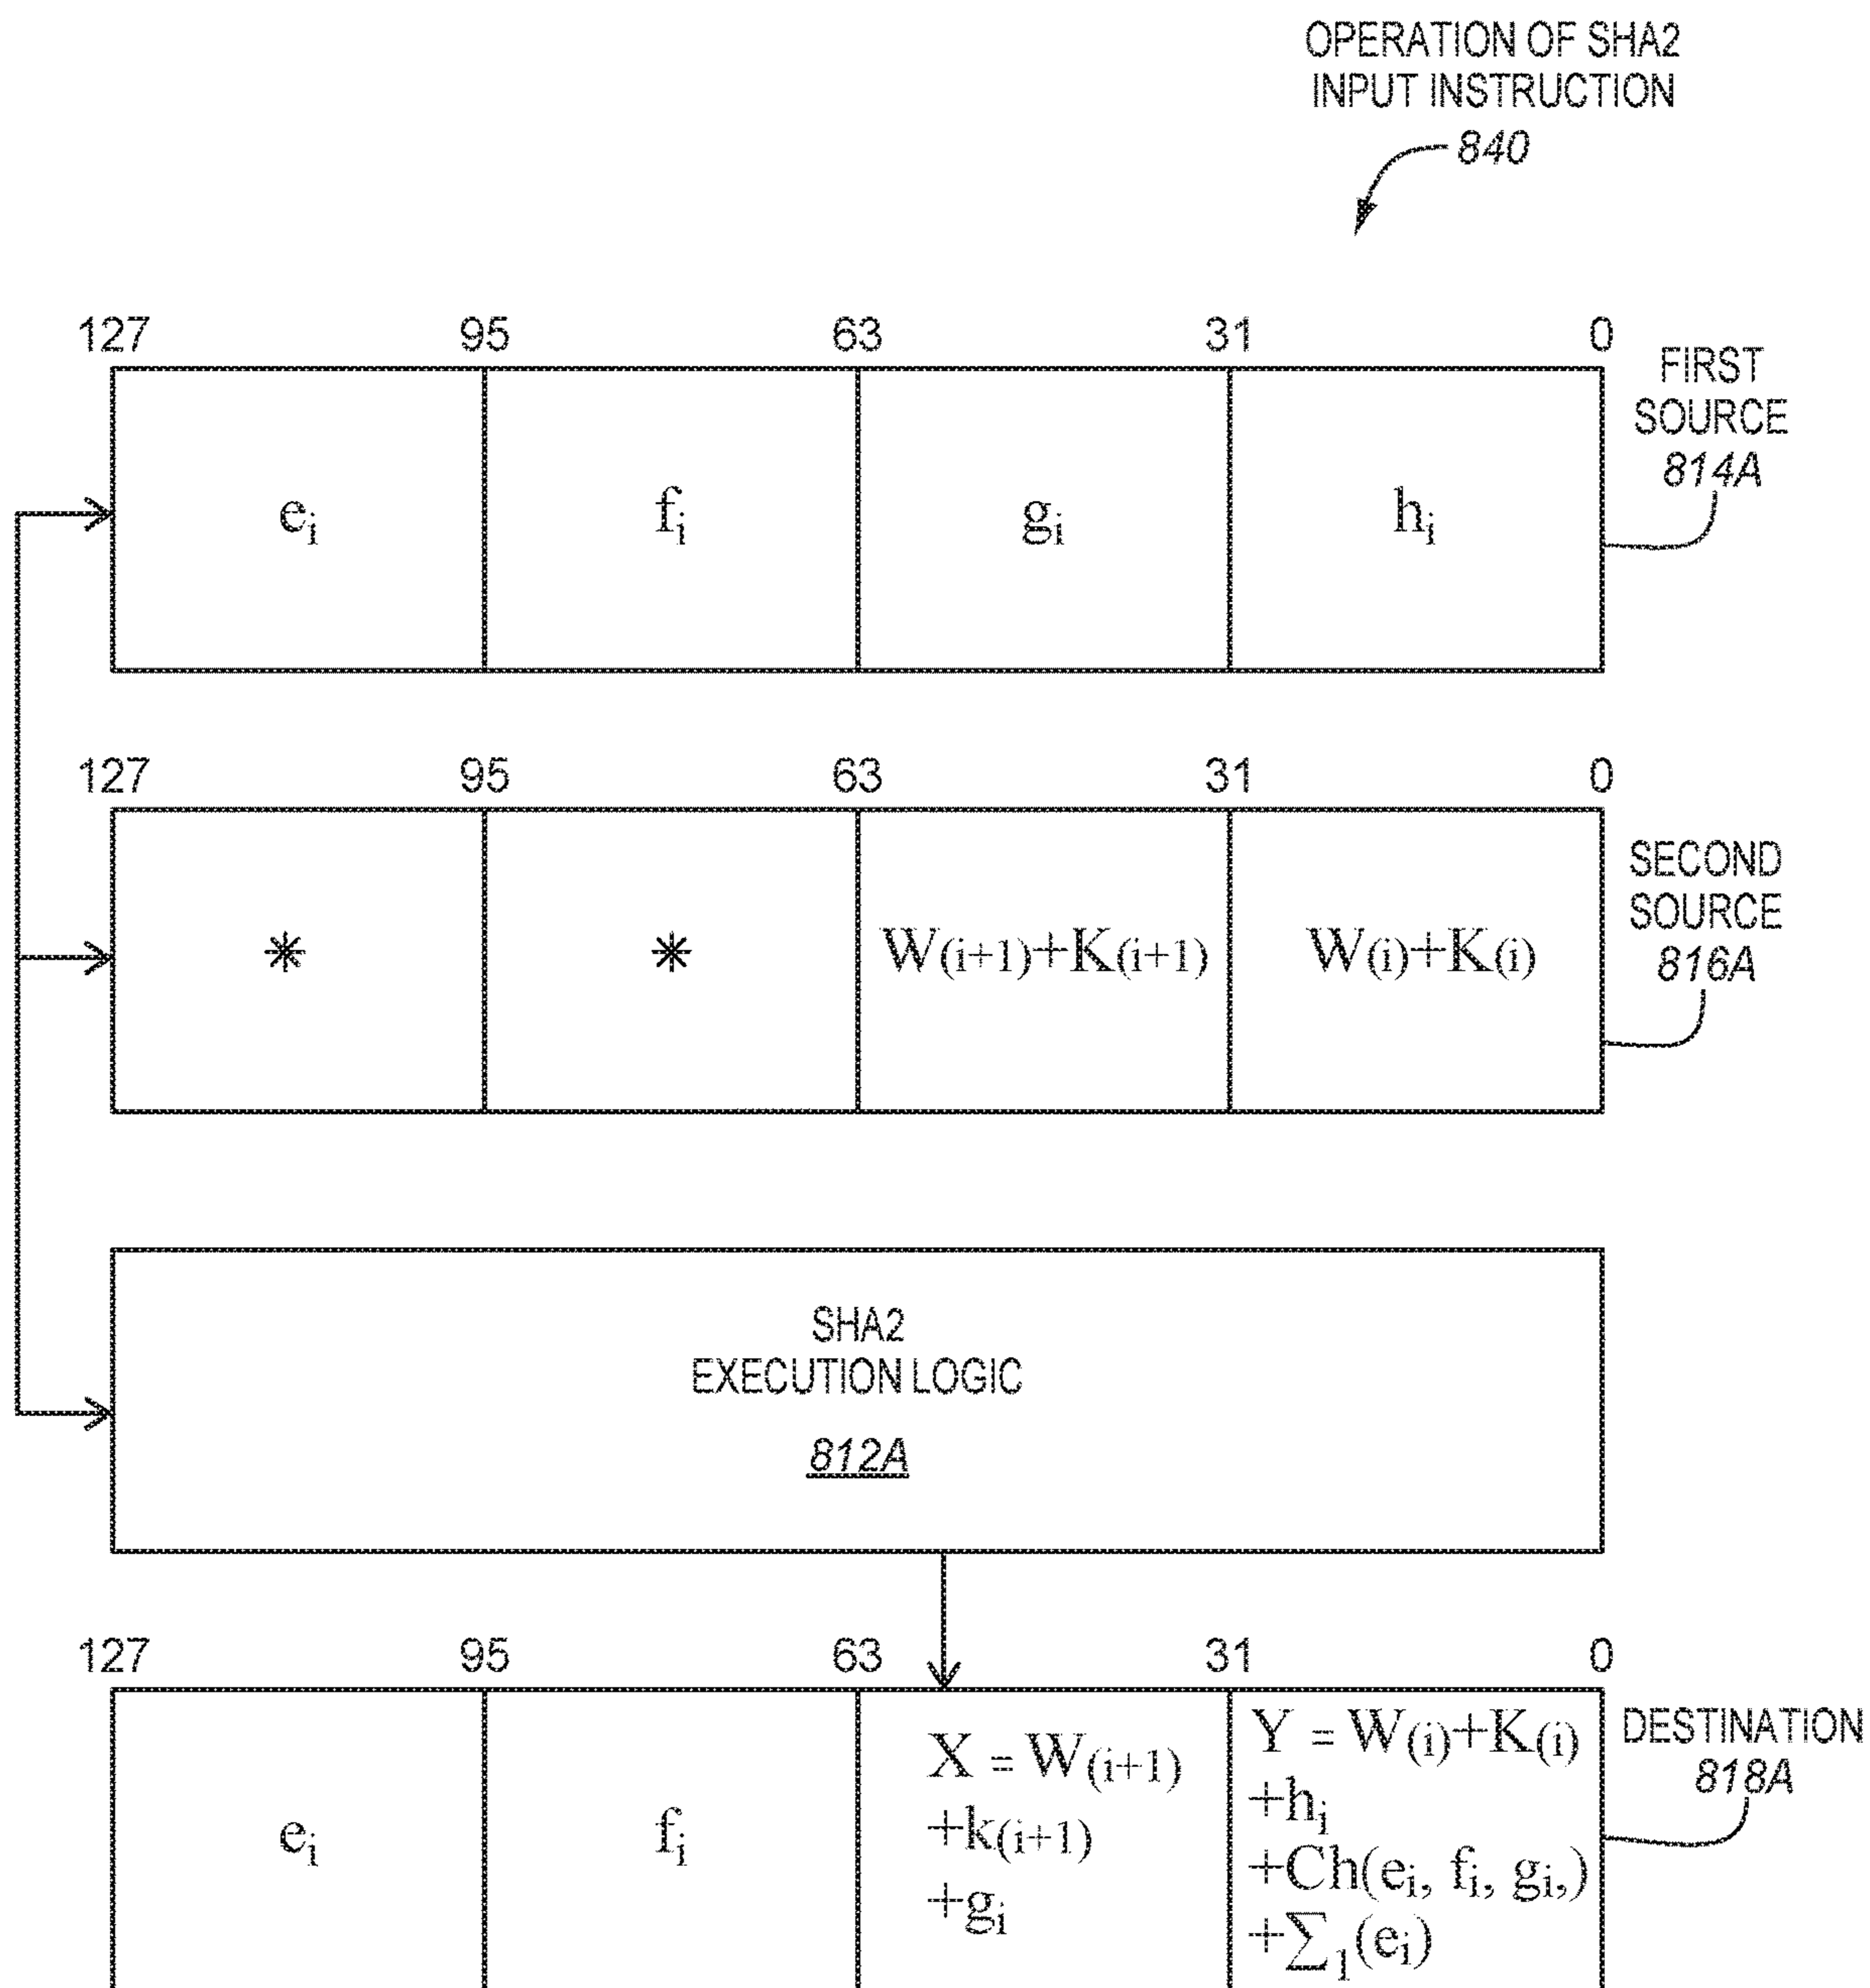 OPERATION OF SHA2
INPUT INSTRUCTION
840
127 95 63 31 0
FIRST
SOURCE
814A
eᵢ fᵢ gᵢ hᵢ
127 95 63 31 0
SECOND
SOURCE
816A
* * W(i+1)+K(i+1) W(i)+K(i)
SHA2
EXECUTION LOGIC
812A
127 95 63 31 0
DESTINATION
818A
eᵢ fᵢ
X = W(i+1)
+k(i+1)
+gᵢ
Y = W(i)+K(i)
+hᵢ
+Ch(eᵢ, fᵢ, gᵢ,)
+∑₁(eᵢ)